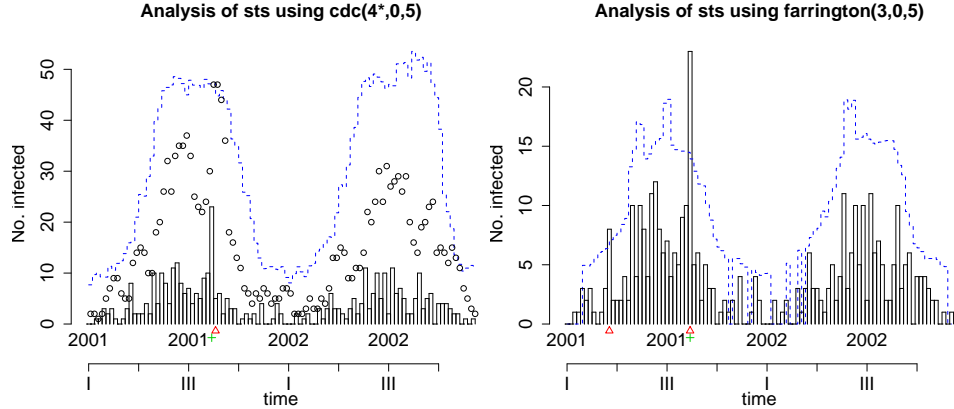 Analysis of sts using cdc(4*,0,5)
No. infected
0 10 20 30 40 50
2001 2001 2002 2002
I III I III
time
Analysis of sts using farrington(3,0,5)
No. infected
0 5 10 15 20
2001 2001 2002 2002
I III I III
time